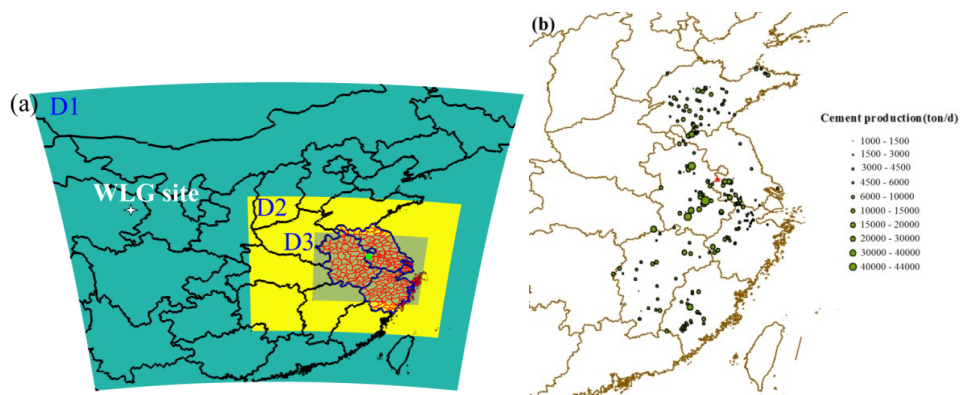 (a)
D1
WLG site
D2
D3
(b)
Cement production(ton/d)
1000 - 1500
1500 - 3000
3000 - 4500
4500 - 6000
6000 - 10000
10000 - 15000
15000 - 20000
20000 - 30000
30000 - 40000
40000 - 44000